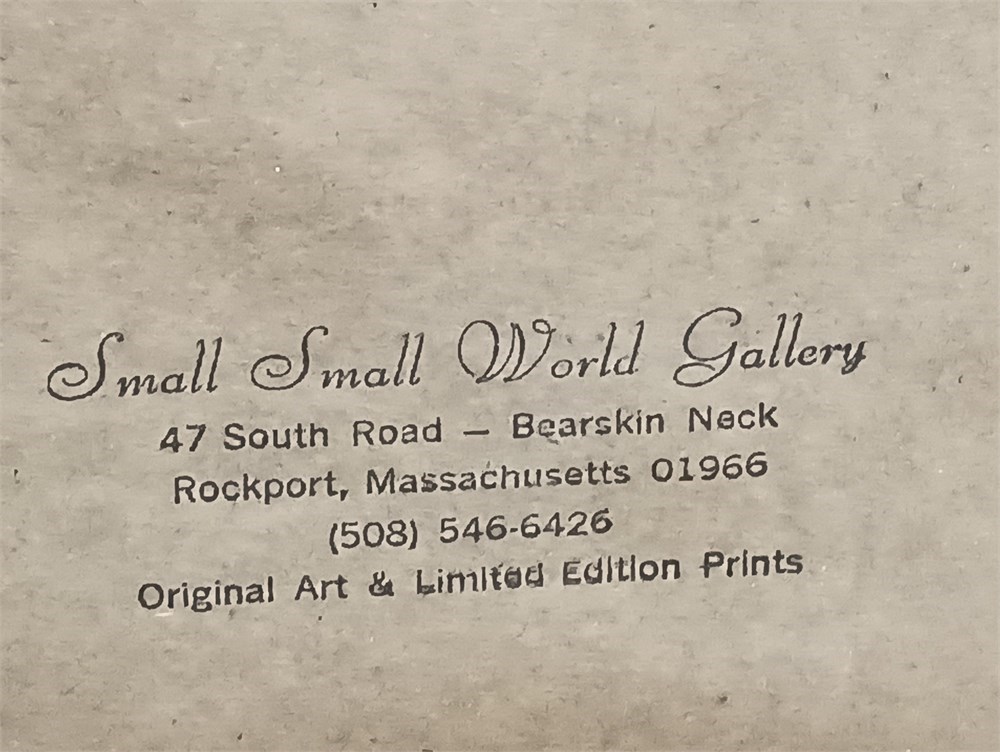 Small Small World Gallery
47 South Road — Bearskin Neck
Rockport, Massachusetts 01966
(508) 546-6426
Original Art & Limited Edition Prints